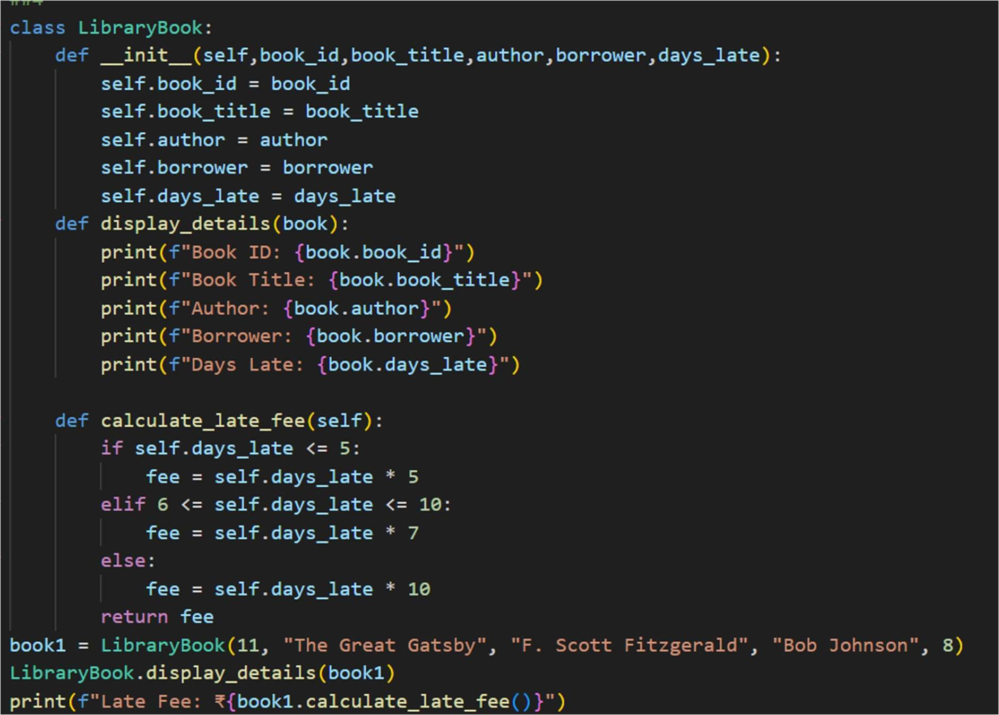 class LibraryBook:
    def __init__(self,book_id,book_title,author,borrower,days_late):
        self.book_id = book_id
        self.book_title = book_title
        self.author = author
        self.borrower = borrower
        self.days_late = days_late
    def display_details(book):
        print(f"Book ID: {book.book_id}")
        print(f"Book Title: {book.book_title}")
        print(f"Author: {book.author}")
        print(f"Borrower: {book.borrower}")
        print(f"Days Late: {book.days_late}")

    def calculate_late_fee(self):
        if self.days_late <= 5:
            fee = self.days_late * 5
        elif 6 <= self.days_late <= 10:
            fee = self.days_late * 7
        else:
            fee = self.days_late * 10
        return fee
book1 = LibraryBook(11, "The Great Gatsby", "F. Scott Fitzgerald", "Bob Johnson", 8)
LibraryBook.display_details(book1)
print(f"Late Fee: ₹{book1.calculate_late_fee()}")